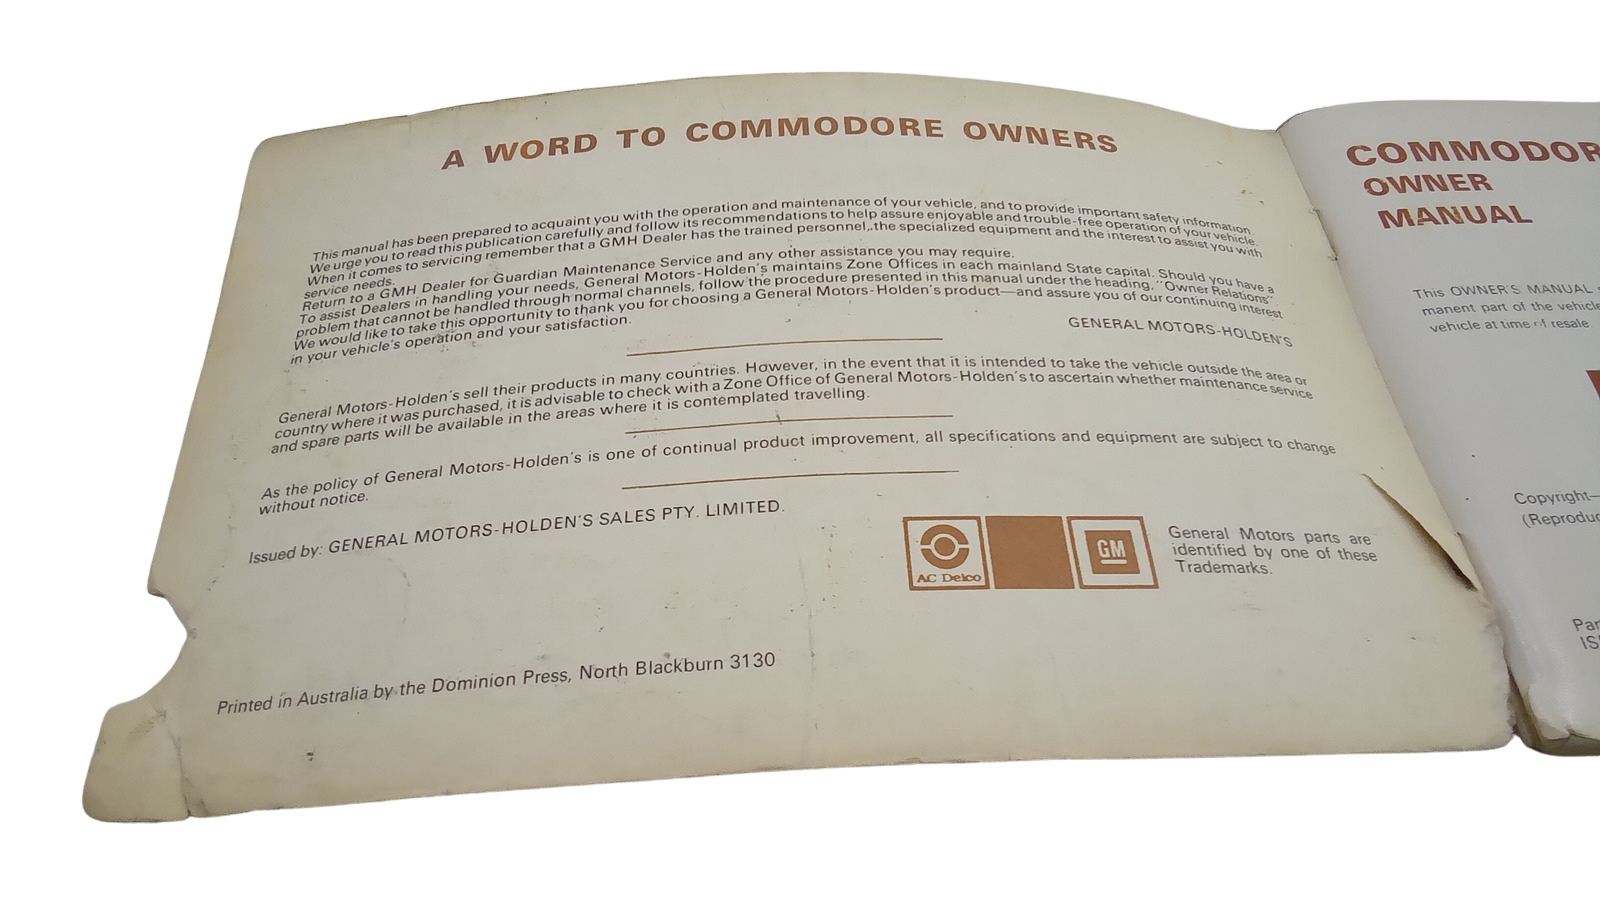 A WORD TO COMMODORE OWNERS
This manual has been prepared to acquaint you with the operation and maintenance of your vehicle, and to provide important safety information.
We urge you to read this publication carefully and follow its recommendations to help assure enjoyable and trouble-free operation of your vehicle.
When it comes to servicing remember that a GMH Dealer has the trained personnel, the specialized equipment and the interest to assist you with
service needs.
Return to a GMH Dealer for Guardian Maintenance Service and any other assistance you may require.
To assist Dealers in handling your needs, General Motors-Holden's maintains Zone Offices in each mainland State capital. Should you have a
problem that cannot be handled through normal channels, follow the procedure presented in this manual under the heading, "Owner Relations"
We would like to take this opportunity to thank you for choosing a General Motors-Holden's product—and assure you of our continuing interest
in your vehicle's operation and your satisfaction.
GENERAL MOTORS-HOLDEN'S
General Motors-Holden's sell their products in many countries. However, in the event that it is intended to take the vehicle outside the area or
country where it was purchased, it is advisable to check with a Zone Office of General Motors-Holden's to ascertain whether maintenance service
and spare parts will be available in the areas where it is contemplated travelling.
As the policy of General Motors-Holden's is one of continual product improvement, all specifications and equipment are subject to change
without notice.
Issued by: GENERAL MOTORS-HOLDEN'S SALES PTY. LIMITED.
AC Delco
GM
General Motors parts are
identified by one of these
Trademarks.
Printed in Australia by the Dominion Press, North Blackburn 3130
COMMODOR
OWNER
MANUAL
This OWNER'S MANUAL
manent part of the vehicle
vehicle at time of resale.
Copyright—
(Reproduc
Par
IS